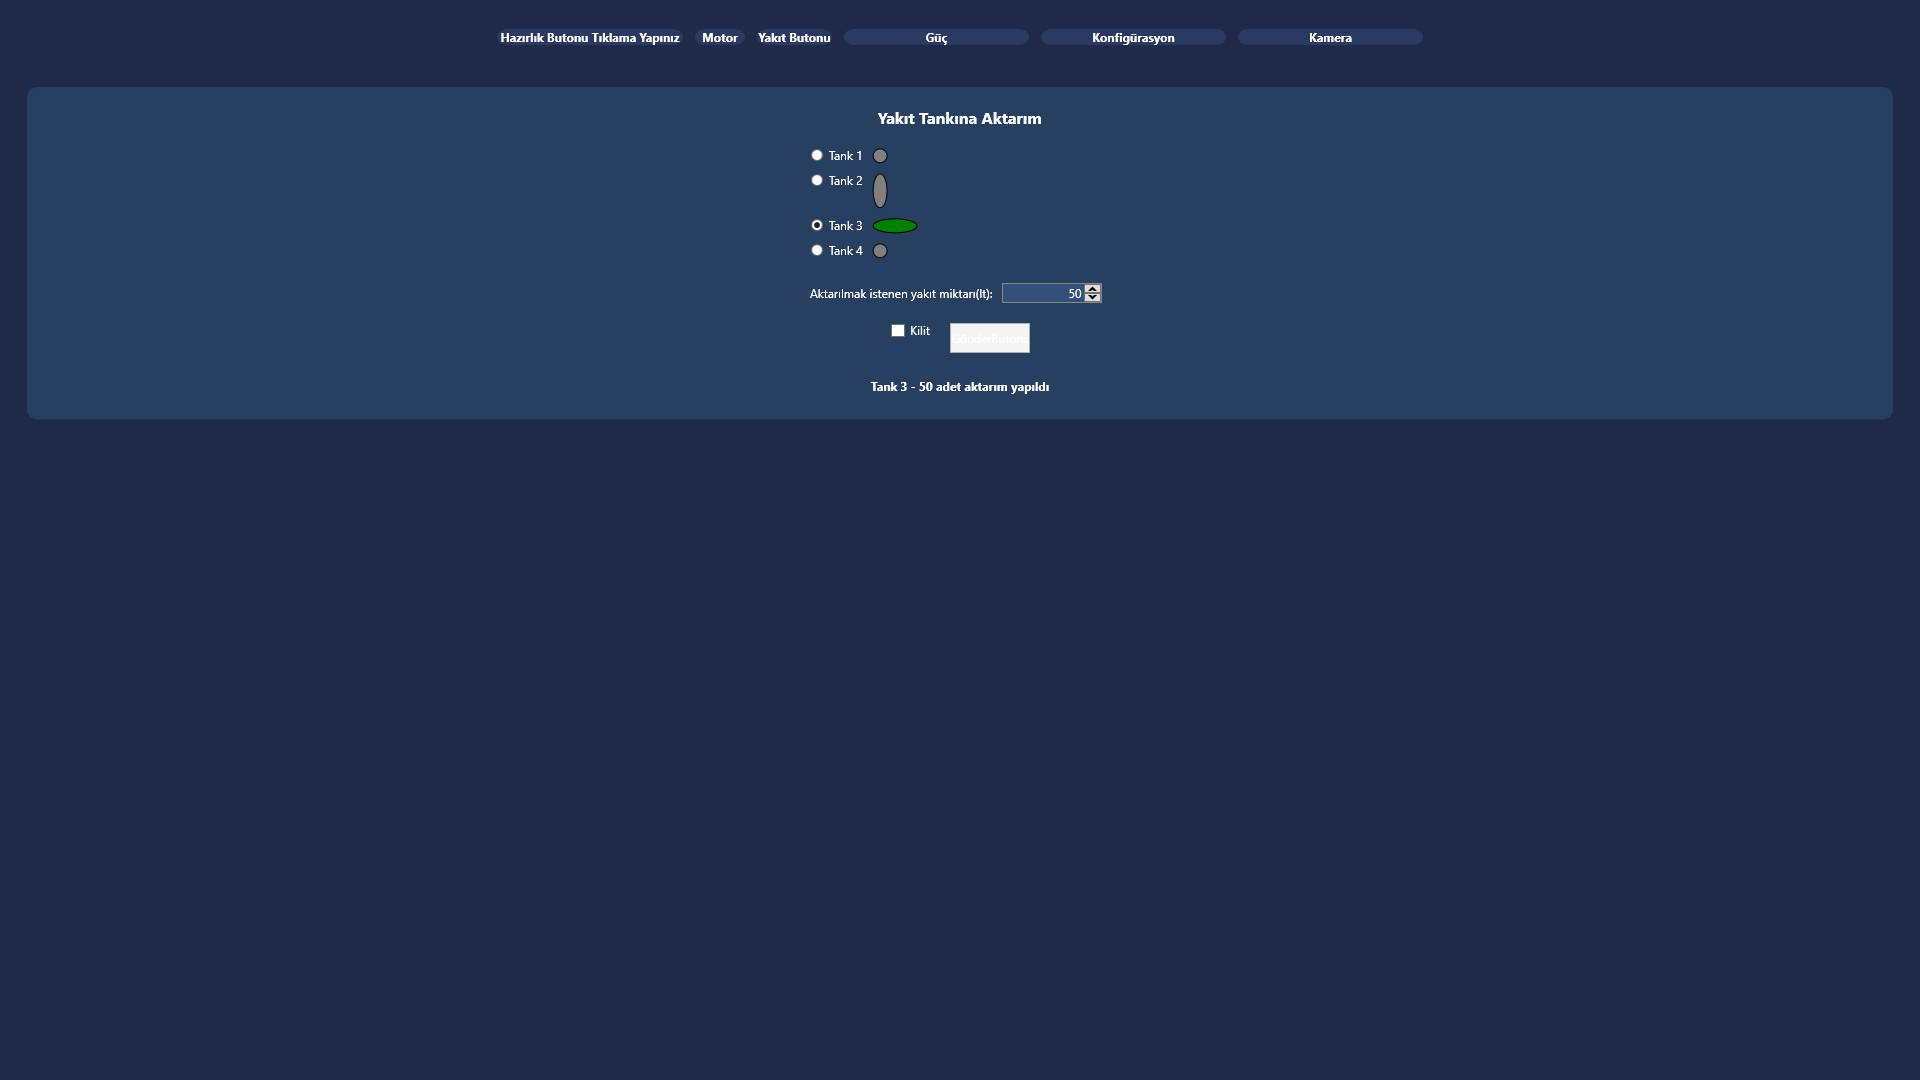 Hazırlık Butonu Tıklama Yapınız Motor Yakıt Butonu Güç Konfigürasyon Kamera
Yakıt Tankına Aktarım
Tank 1
Tank 2
Tank 3
Tank 4
Aktarılmak istenen yakıt miktarı(lt): 50
Kilit
Tank 3 - 50 adet aktarım yapıldı